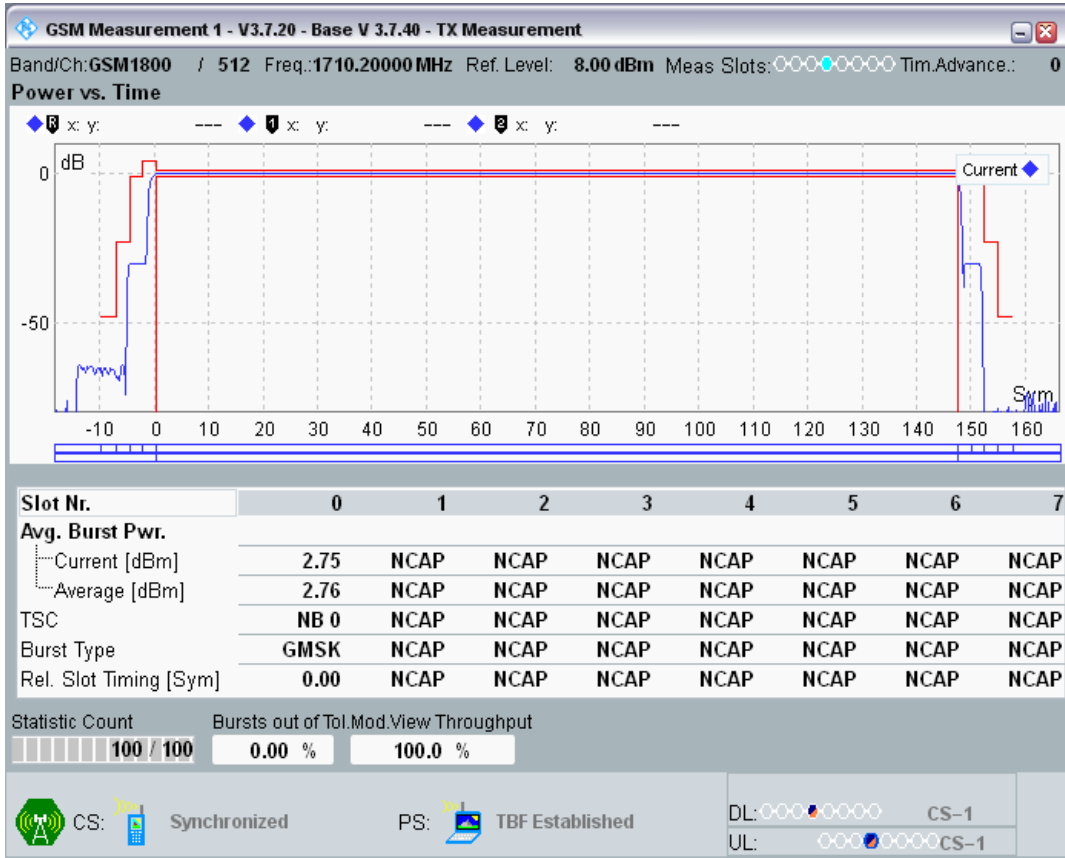 GSM Measurement 1 - V3.7.20 - Base V 3.7.40 - TX Measurement
Band/Ch:GSM1800 / 512 Freq.:1710.20000 MHz Ref. Level: 8.00 dBm Meas Slots: Tim.Advance.: 0
Power vs. Time
R x: y: --- 1 x: y: --- 2 x: y: ---
dB
Current
0
-50
Sym
-10 0 10 20 30 40 50 60 70 80 90 100 110 120 130 140 150 160
Slot Nr. 0 1 2 3 4 5 6 7
Avg. Burst Pwr.
Current [dBm] 2.75 NCAP NCAP NCAP NCAP NCAP NCAP NCAP
Average [dBm] 2.76 NCAP NCAP NCAP NCAP NCAP NCAP NCAP
TSC NB 0 NCAP NCAP NCAP NCAP NCAP NCAP NCAP
Burst Type GMSK NCAP NCAP NCAP NCAP NCAP NCAP NCAP
Rel. Slot Timing [Sym] 0.00 NCAP NCAP NCAP NCAP NCAP NCAP NCAP
Statistic Count Bursts out of Tol. Mod.View Throughput
100 / 100 0.00 % 100.0 %
CS: Synchronized PS: TBF Established
DL: CS-1
UL: CS-1